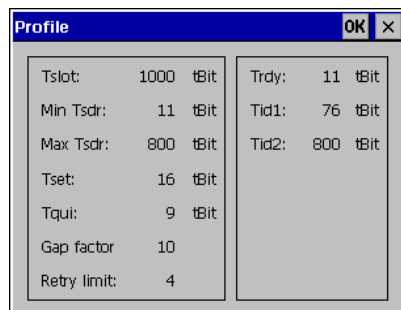 Profile OK ×
Tslot: 1000 tBit
Min Tsdr: 11 tBit
Max Tsdr: 800 tBit
Tset: 16 tBit
Tqui: 9 tBit
Gap factor 10
Retry limit: 4
Trdy: 11 tBit
Tid1: 76 tBit
Tid2: 800 tBit